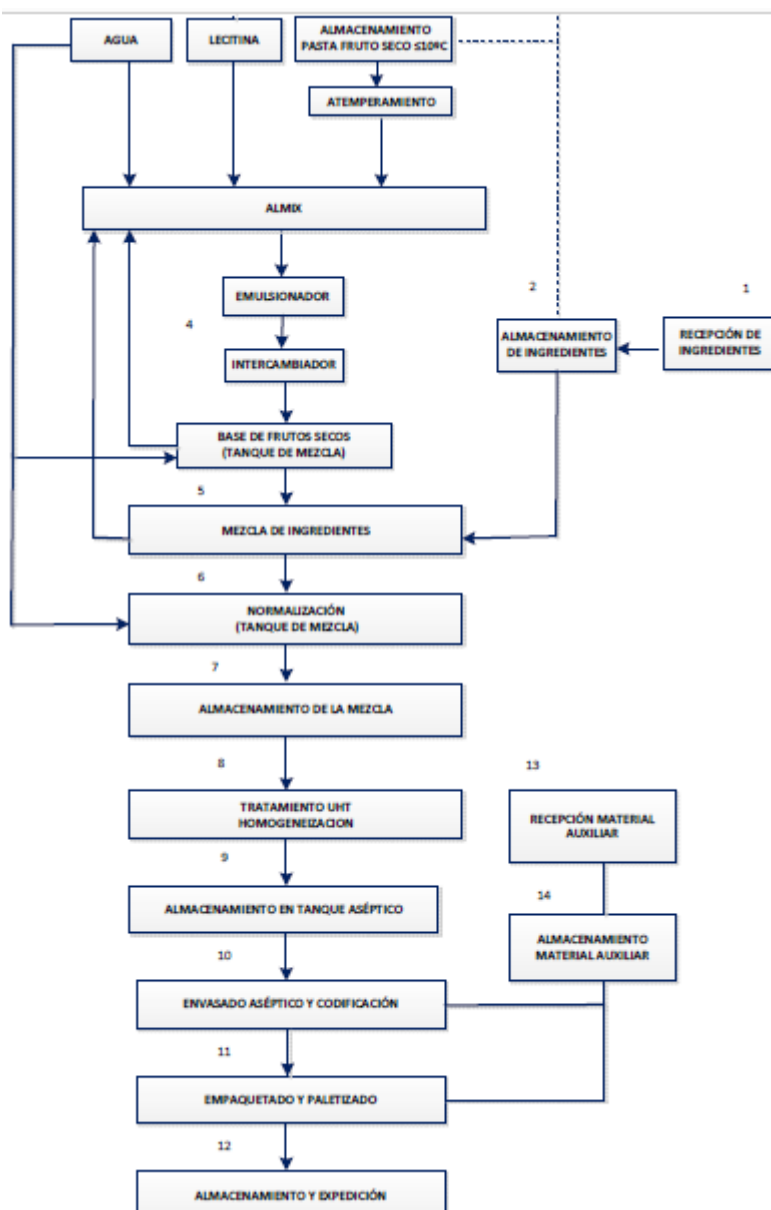 AGUA
LECITINA
ALMACENAMIENTO
PASTA FRUTO SECO ≤10ºC
ATEMPERAMIENTO
ALMIX
EMULSIONADOR
2
1
4
ALMACENAMIENTO
DE INGREDIENTES
RECEPCIÓN DE
INGREDIENTES
INTERCAMBIADOR
BASE DE FRUTOS SECOS
(TANQUE DE MEZCLA)
5
MEZCLA DE INGREDIENTES
6
NORMALIZACIÓN
(TANQUE DE MEZCLA)
7
ALMACENAMIENTO DE LA MEZCLA
8
13
TRATAMIENTO UHT
HOMOGENEIZACION
RECEPCIÓN MATERIAL
AUXILIAR
9
14
ALMACENAMIENTO EN TANQUE ASÉPTICO
ALMACENAMIENTO
MATERIAL AUXILIAR
10
ENVASADO ASÉPTICO Y CODIFICACIÓN
11
EMPAQUETADO Y PALETIZADO
12
ALMACENAMIENTO Y EXPEDICIÓN